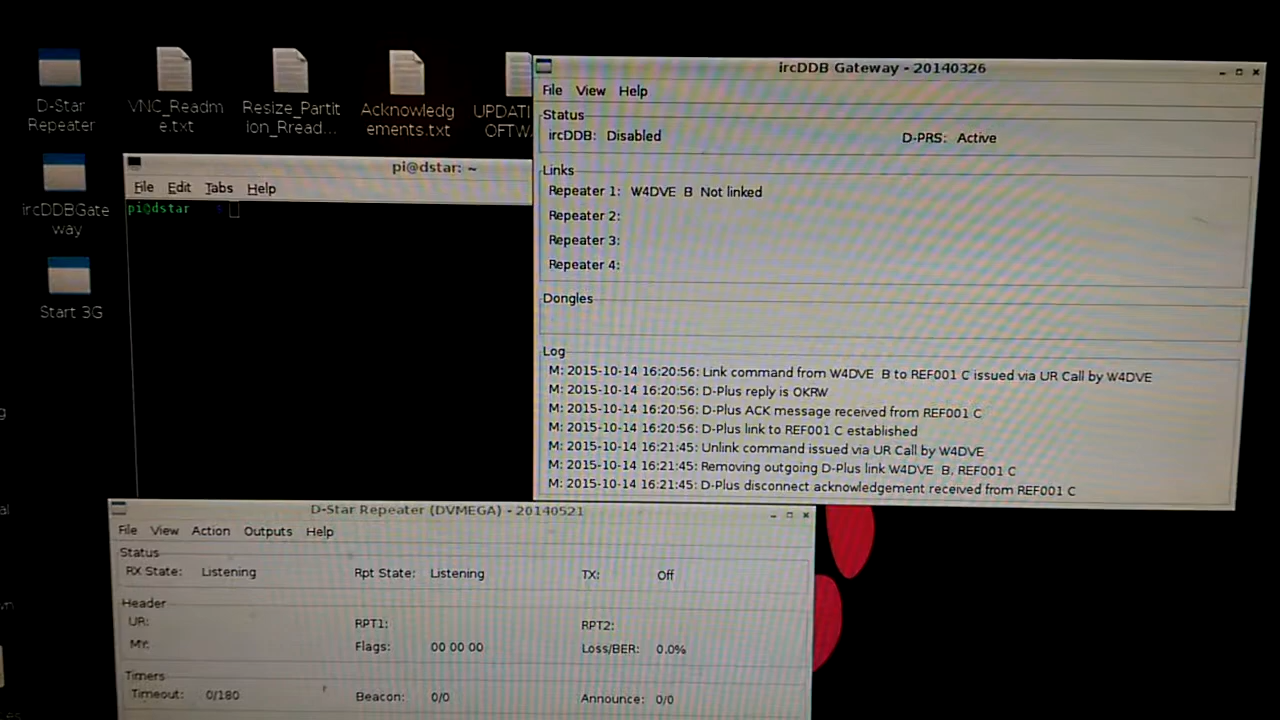 D-Star
Repeater
VNC_Readm
e.txt
Resize_Partit
ion_Rread...
Acknowledg
ements.txt
UPDATI
OFTW
ircDDBGate
way
Start 3G
pi@dstar: ~
File Edit Tabs Help
pi@dstar
ircDDB Gateway - 20140326
File View Help
Status
ircDDB: Disabled D-PRS: Active
Links
Repeater 1: W4DVE B Not linked
Repeater 2:
Repeater 3:
Repeater 4:
Dongles
Log
M: 2015-10-14 16:20:56: Link command from W4DVE B to REF001 C issued via UR Call by W4DVE
M: 2015-10-14 16:20:56: D-Plus reply is OKRW
M: 2015-10-14 16:20:56: D-Plus ACK message received from REF001 C
M: 2015-10-14 16:20:56: D-Plus link to REF001 C established
M: 2015-10-14 16:21:45: Unlink command issued via UR Call by W4DVE
M: 2015-10-14 16:21:45: Removing outgoing D-Plus link W4DVE B, REF001 C
M: 2015-10-14 16:21:45: D-Plus disconnect acknowledgement received from REF001 C
D-Star Repeater (DVMEGA) - 20140521
File View Action Outputs Help
Status
RX State: Listening Rpt State: Listening TX: Off
Header
UR: RPT1: RPT2:
MY: Flags: 00 00 00 Loss/BER: 0.0%
Timers
Timeout: 0/180 Beacon: 0/0 Announce: 0/0